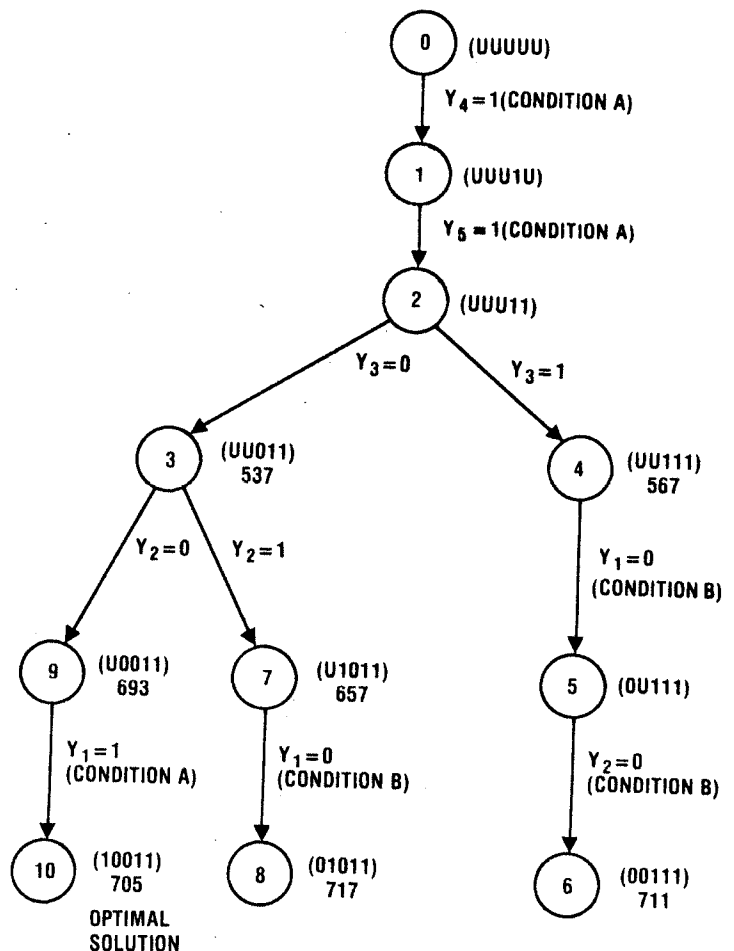 0 (UUUUU)
Y4=1(CONDITION A)
1 (UUU1U)
Y5=1(CONDITION A)
2 (UUU11)
Y3=0
Y3=1
3 (UU011)
537
4 (UU111)
567
Y2=0
Y2=1
Y1=0
(CONDITION B)
9 (U0011)
693
7 (U1011)
657
5 (0U111)
Y1=1
(CONDITION A)
Y1=0
(CONDITION B)
Y2=0
(CONDITION B)
10 (10011)
705
OPTIMAL
SOLUTION
8 (01011)
717
6 (00111)
711